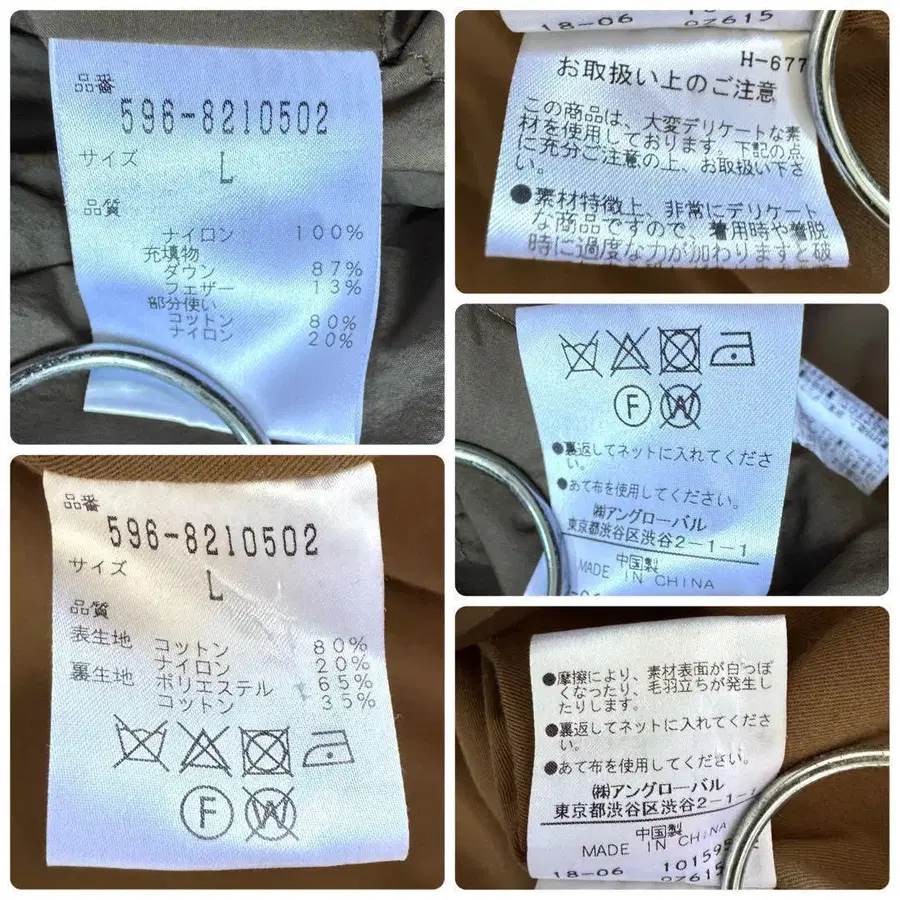 品番
596-8210502
サイズ
L
品質
ナイロン 100%
充填物
ダウン 87%
フェザー 13%
部分使い
コットン 80%
ナイロン 20%
18-06
0Z615
H-677
お取扱い上のご注意
この商品は、大変デリケートな素
材を使用しております。下記の点
に充分ご注意の上、お取扱い下さ
い。
●素材特徴上、非常にデリケート
な商品ですので、着用時や着脱
時に過度な力が加わりますと破
F
W
●裏返してネットに入れてくださ
い。
●あて布を使用してください。
㈱アングローバル
東京都渋谷区渋谷2-1-1
中国製
MADE IN CHINA
品番
596-8210502
サイズ
L
品質
表生地 コットン 80%
ナイロン 20%
裏生地 ポリエステル 65%
コットン 35%
F
W
●摩擦により、素材表面が白っぽ
くなったり、毛羽立ちが発生し
たりします。
●裏返してネットに入れてくださ
い。
●あて布を使用してください。
㈱アングローバル
東京都渋谷区渋谷2-1-
中国製
MADE IN CHINA
18-06
0Z615